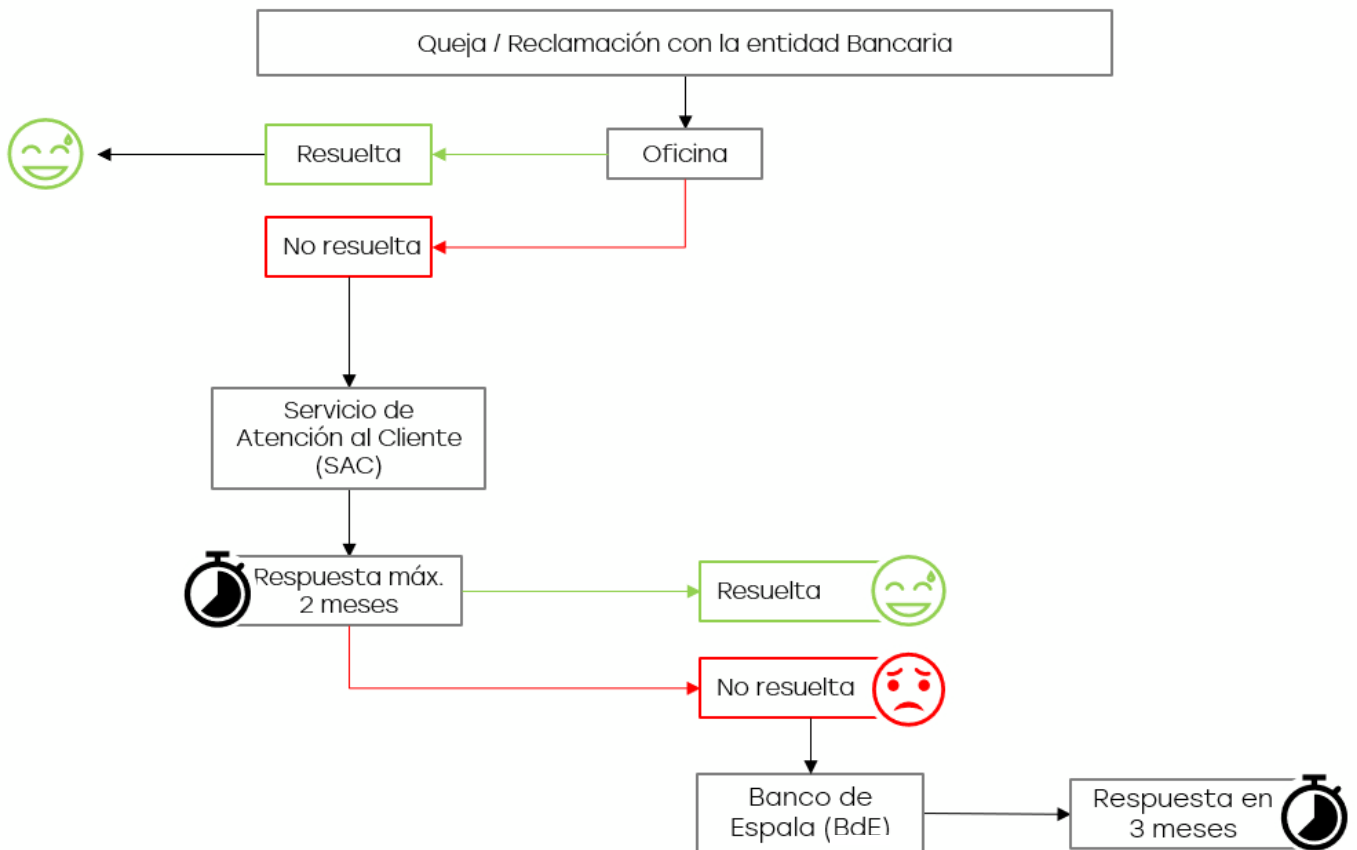 Queja / Reclamación con la entidad Bancaria
Resuelta
Oficina
No resuelta
Servicio de
Atención al Cliente
(SAC)
Respuesta máx.
2 meses
Resuelta
No resuelta
Banco de
Espala (BdE)
Respuesta en
3 meses